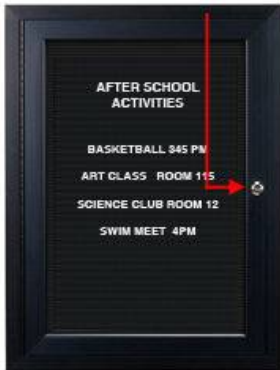 AFTER SCHOOL
ACTIVITIES
BASKETBALL 345 PM
ART CLASS ROOM 115
SCIENCE CLUB ROOM 12
SWIM MEET 4PM